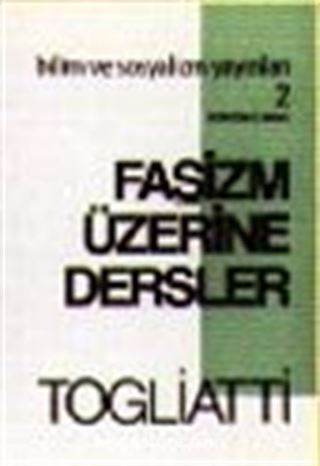 bilim ve sosyalizm yayınları
2
FAŞİZM
ÜZERİNE
DERSLER
TOGLİATTİ